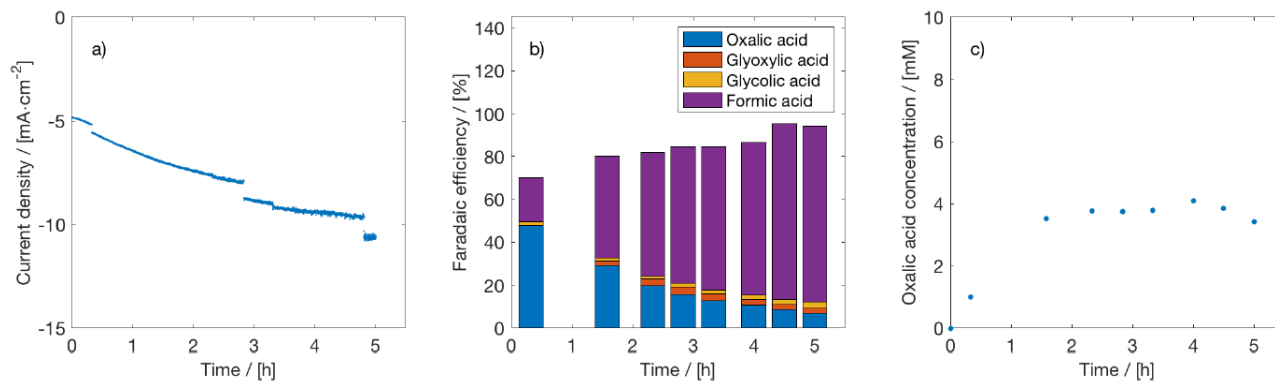 a)
0
-5
-10
-15
Current density / [mA·cm⁻²]
0 1 2 3 4 5
Time / [h]
b)
Oxalic acid
Glyoxylic acid
Glycolic acid
Formic acid
140
120
100
80
60
40
20
0
Faradaic efficiency / [%]
0 1 2 3 4 5
Time / [h]
c)
10
8
6
4
2
0
Oxalic acid concentration / [mM]
0 1 2 3 4 5
Time / [h]